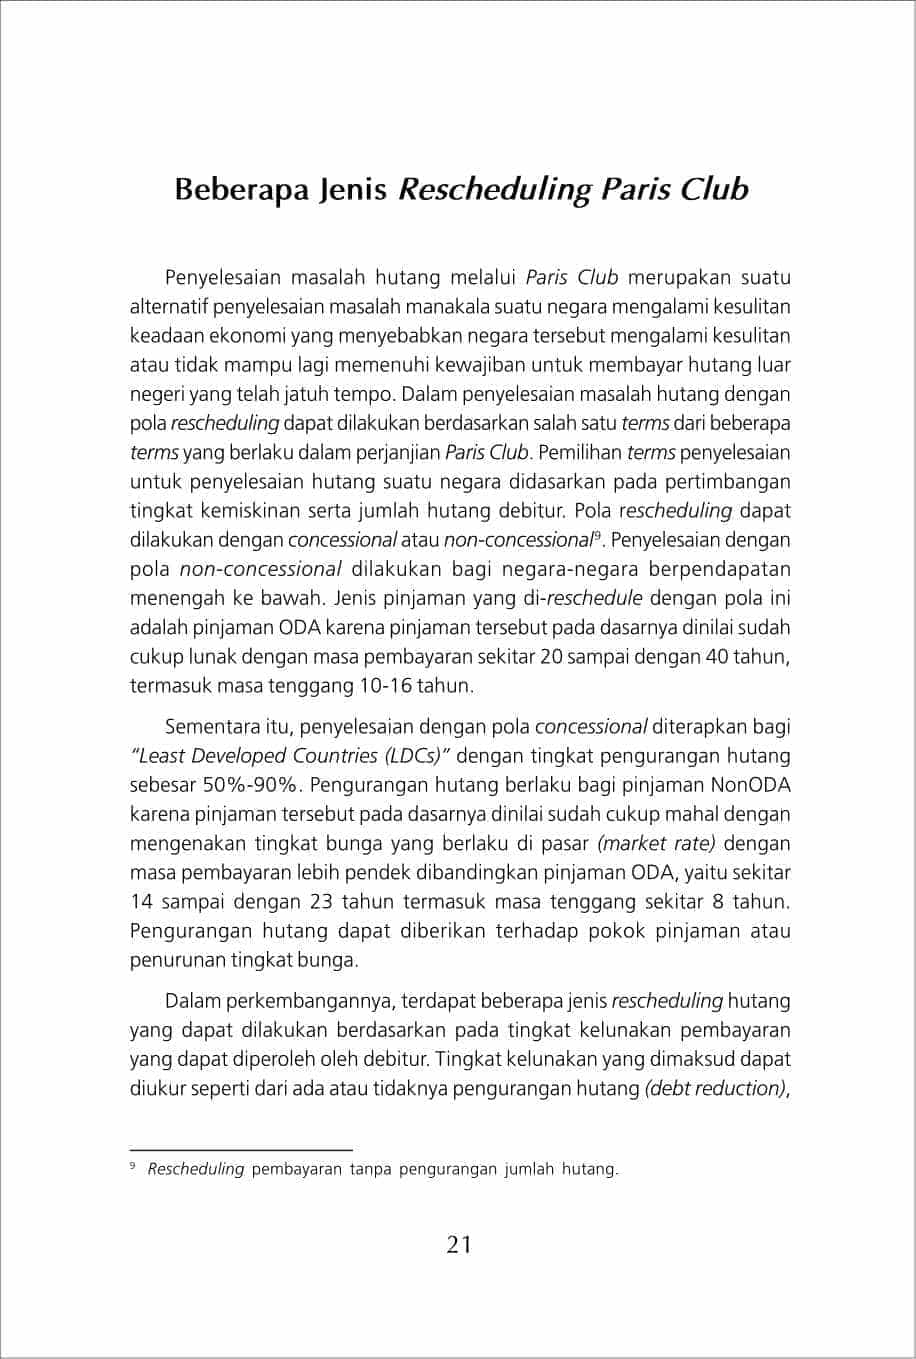 Beberapa Jenis Rescheduling Paris Club
Penyelesaian masalah hutang melalui Paris Club merupakan suatu
alternatif penyelesaian masalah manakala suatu negara mengalami kesulitan
keadaan ekonomi yang menyebabkan negara tersebut mengalami kesulitan
atau tidak mampu lagi memenuhi kewajiban untuk membayar hutang luar
negeri yang telah jatuh tempo. Dalam penyelesaian masalah hutang dengan
pola rescheduling dapat dilakukan berdasarkan salah satu terms dari beberapa
terms yang berlaku dalam perjanjian Paris Club. Pemilihan terms penyelesaian
untuk penyelesaian hutang suatu negara didasarkan pada pertimbangan
tingkat kemiskinan serta jumlah hutang debitur. Pola rescheduling dapat
dilakukan dengan concessional atau non-concessional⁹. Penyelesaian dengan
pola non-concessional dilakukan bagi negara-negara berpendapatan
menengah ke bawah. Jenis pinjaman yang di-reschedule dengan pola ini
adalah pinjaman ODA karena pinjaman tersebut pada dasarnya dinilai sudah
cukup lunak dengan masa pembayaran sekitar 20 sampai dengan 40 tahun,
termasuk masa tenggang 10-16 tahun.
Sementara itu, penyelesaian dengan pola concessional diterapkan bagi
“Least Developed Countries (LDCs)” dengan tingkat pengurangan hutang
sebesar 50%-90%. Pengurangan hutang berlaku bagi pinjaman NonODA
karena pinjaman tersebut pada dasarnya dinilai sudah cukup mahal dengan
mengenakan tingkat bunga yang berlaku di pasar (market rate) dengan
masa pembayaran lebih pendek dibandingkan pinjaman ODA, yaitu sekitar
14 sampai dengan 23 tahun termasuk masa tenggang sekitar 8 tahun.
Pengurangan hutang dapat diberikan terhadap pokok pinjaman atau
penurunan tingkat bunga.
Dalam perkembangannya, terdapat beberapa jenis rescheduling hutang
yang dapat dilakukan berdasarkan pada tingkat kelunakan pembayaran
yang dapat diperoleh oleh debitur. Tingkat kelunakan yang dimaksud dapat
diukur seperti dari ada atau tidaknya pengurangan hutang (debt reduction),
⁹ Rescheduling pembayaran tanpa pengurangan jumlah hutang.
21